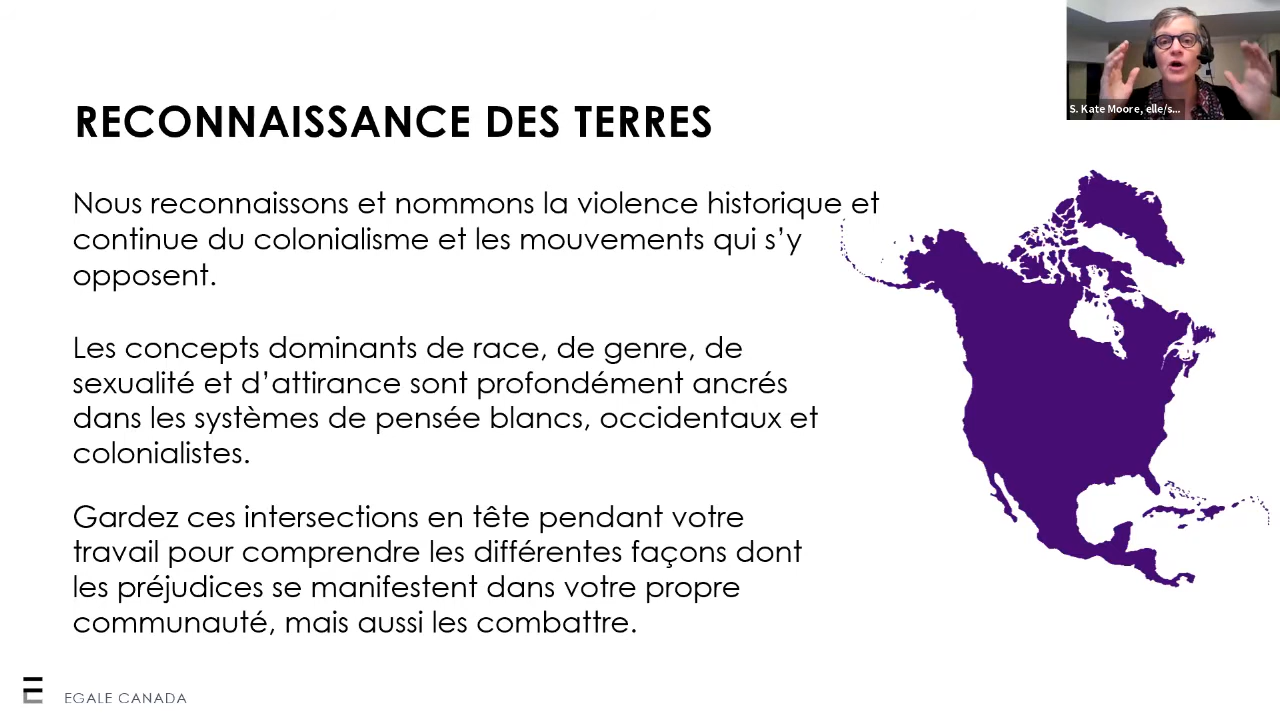 S. Kate Moore, elle/s...
RECONNAISSANCE DES TERRES
Nous reconnaissons et nommons la violence historique et
continue du colonialisme et les mouvements qui s’y
opposent.
Les concepts dominants de race, de genre, de
sexualité et d’attirance sont profondément ancrés
dans les systèmes de pensée blancs, occidentaux et
colonialistes.
Gardez ces intersections en tête pendant votre
travail pour comprendre les différentes façons dont
les préjudices se manifestent dans votre propre
communauté, mais aussi les combattre.
EGALE CANADA